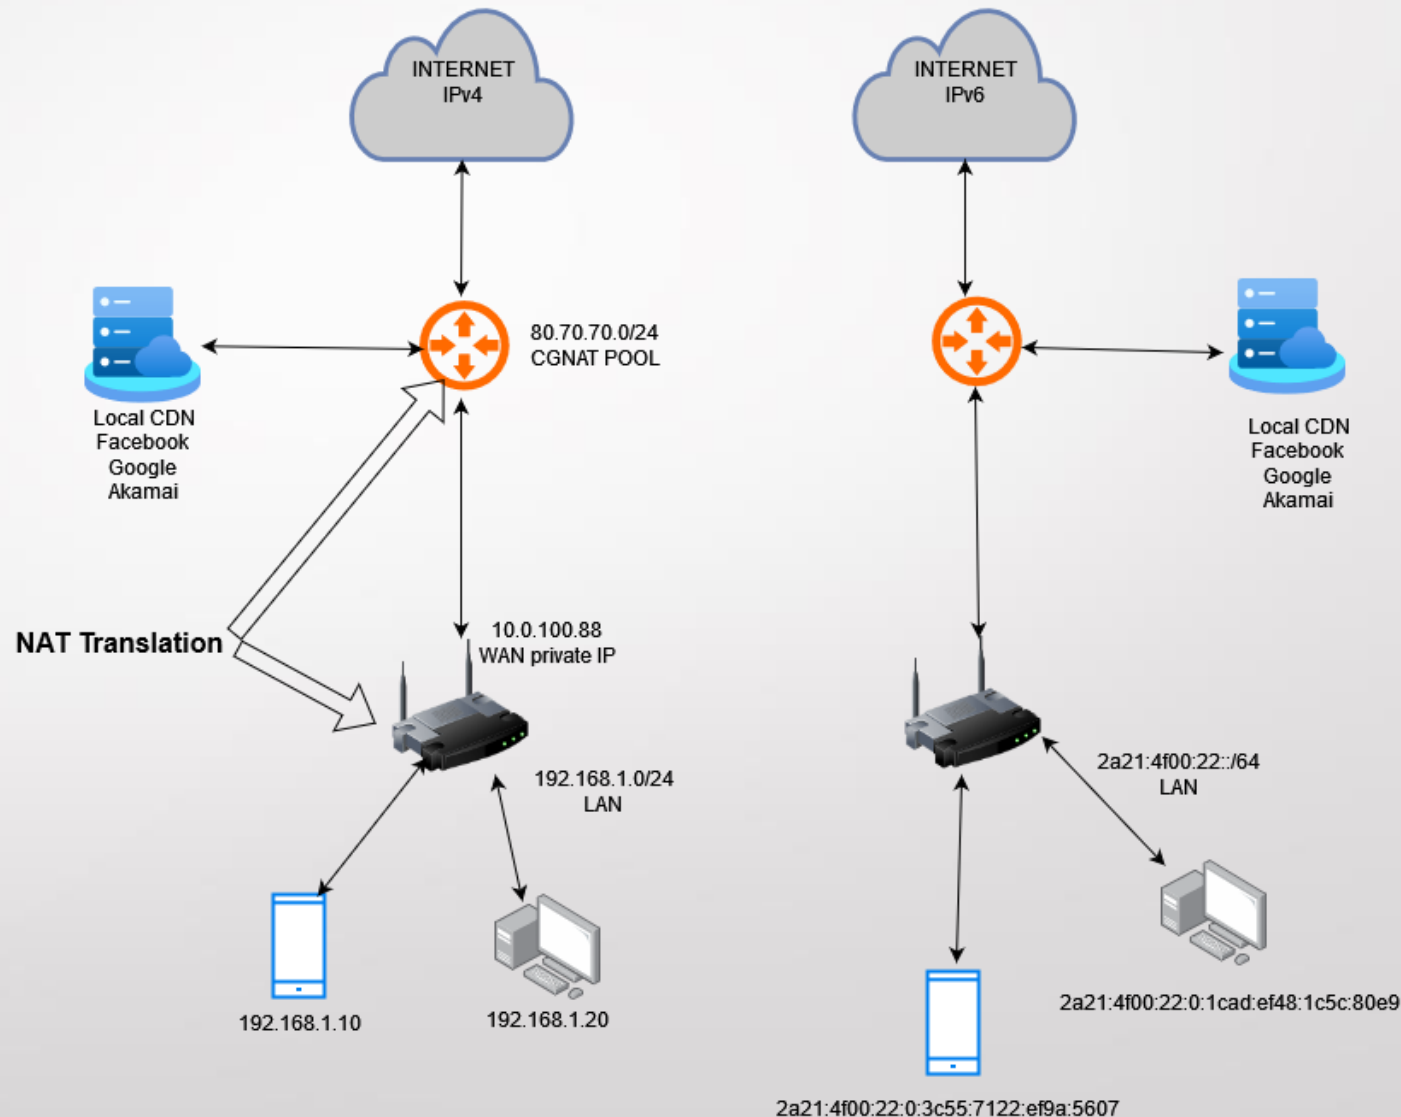 INTERNET
IPv4
INTERNET
IPv6
80.70.70.0/24
CGNAT POOL
Local CDN
Facebook
Google
Akamai
Local CDN
Facebook
Google
Akamai
NAT Translation
10.0.100.88
WAN private IP
192.168.1.0/24
LAN
2a21:4f00:22::/64
LAN
192.168.1.10
192.168.1.20
2a21:4f00:22:0:1cad:ef48:1c5c:80e9
2a21:4f00:22:0:3c55:7122:ef9a:5607